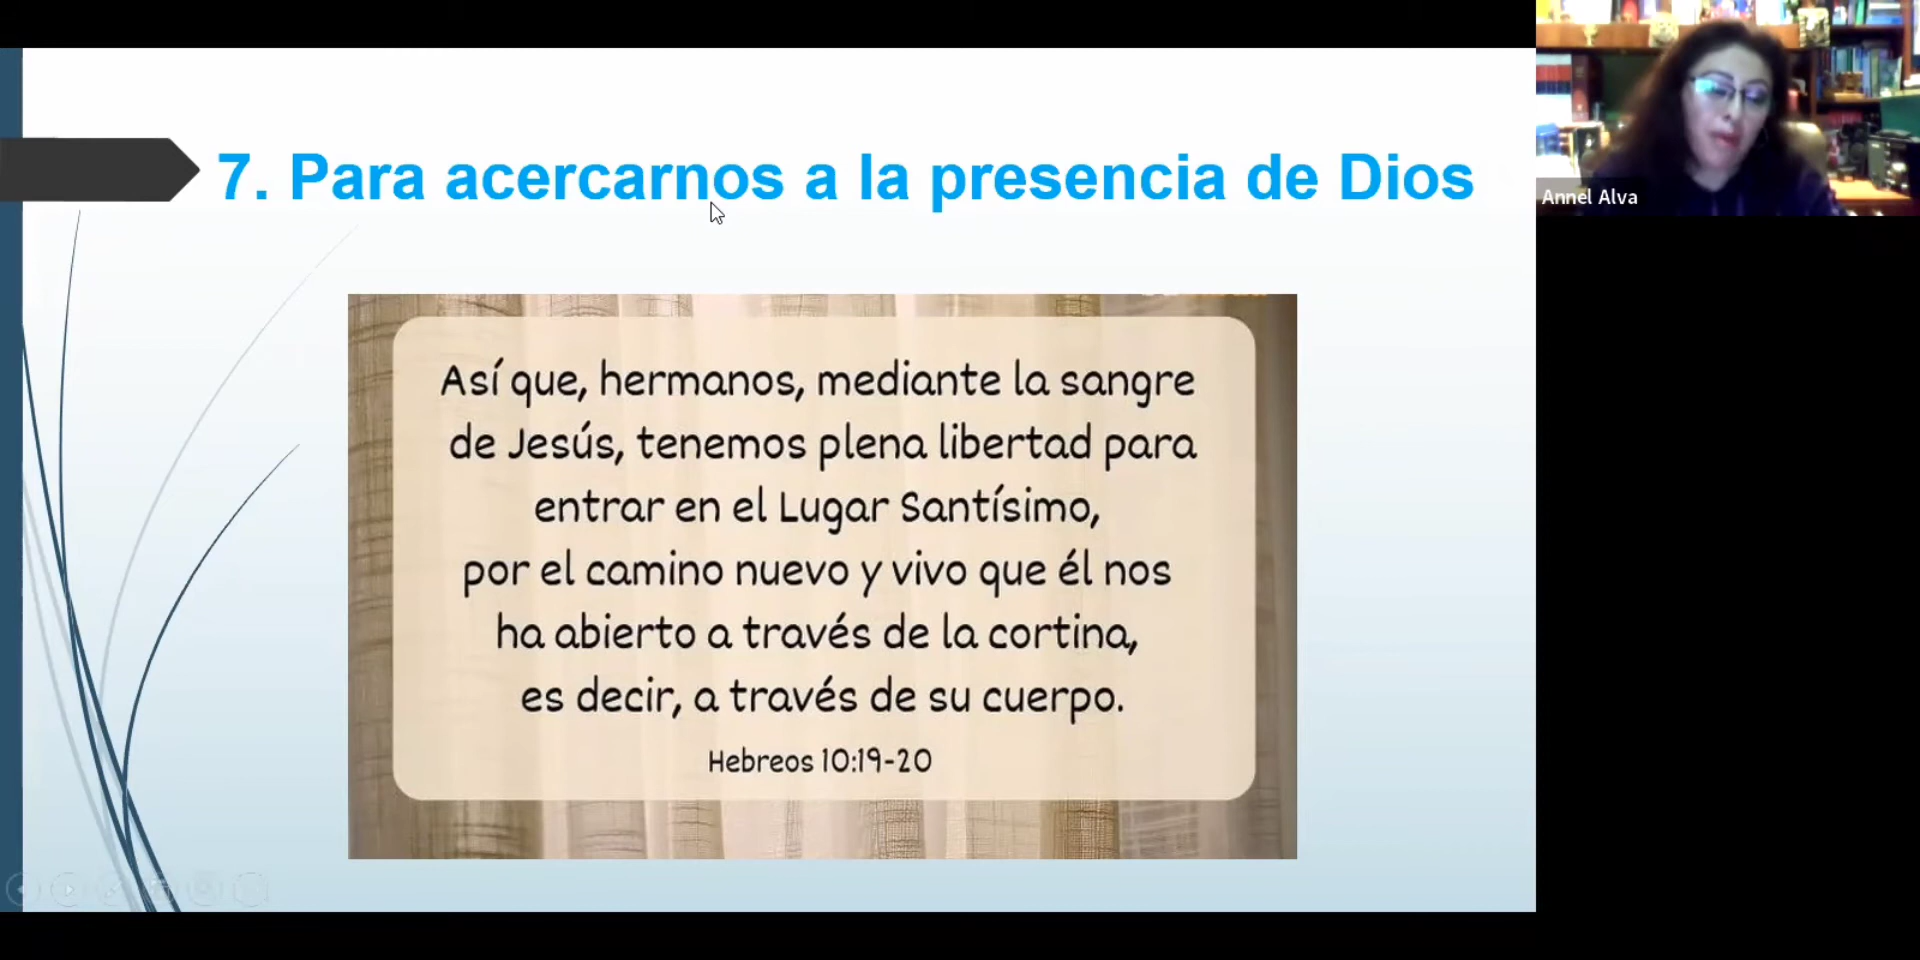 7. Para acercarnos a la presencia de Dios
Así que, hermanos, mediante la sangre
de Jesús, tenemos plena libertad para
entrar en el Lugar Santísimo,
por el camino nuevo y vivo que él nos
ha abierto a través de la cortina,
es decir, a través de su cuerpo.
Hebreos 10:19-20
Annel Alva